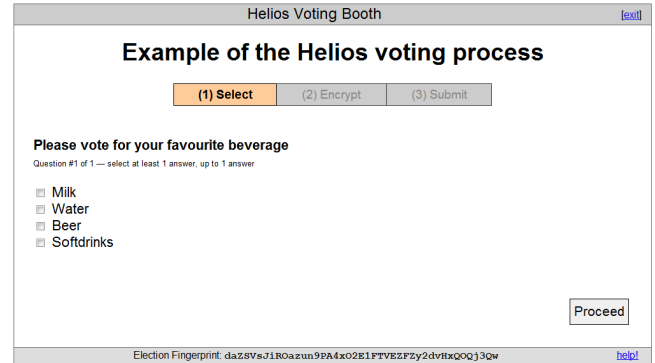 Helios Voting Booth [exit]
Example of the Helios voting process
(1) Select (2) Encrypt (3) Submit
Please vote for your favourite beverage
Question #1 of 1 — select at least 1 answer, up to 1 answer
Milk
Water
Beer
Softdrinks
Proceed
Election Fingerprint: daZSVsJiROazun9PA4xO2E1FTVEZFZy2dvHxQOQj3Qw help!